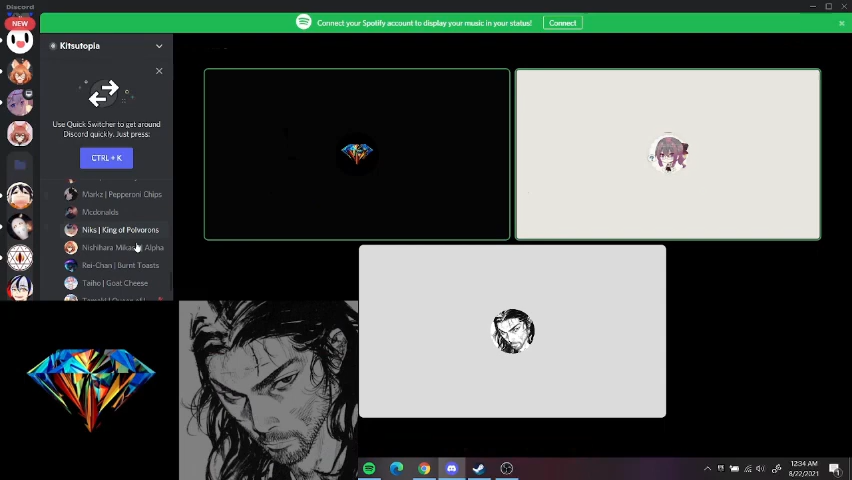 Discord
Connect your Spotify account to display your music in your status!
Connect
NEW
Kitsutopia
Use Quick Switcher to get around
Discord quickly. Just press:
CTRL + K
Markz | Pepperoni Chips
Mcdonalds
Niks | King of Polvorons
Nishihara Mikas Alpha
Rei-Chan | Burnt Toasts
Taiho | Goat Cheese
12:34 AM
8/22/2021